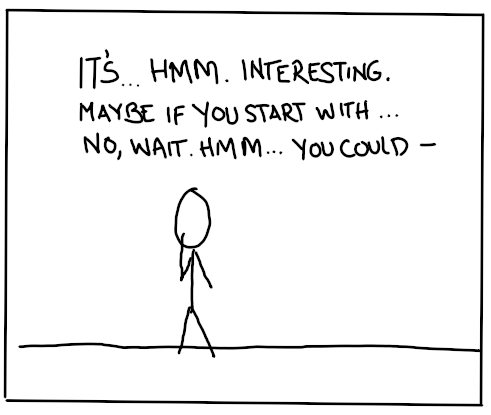 IT'S... HMM. INTERESTING.
MAYBE IF YOU START WITH ...
NO, WAIT. HMM... YOU COULD —